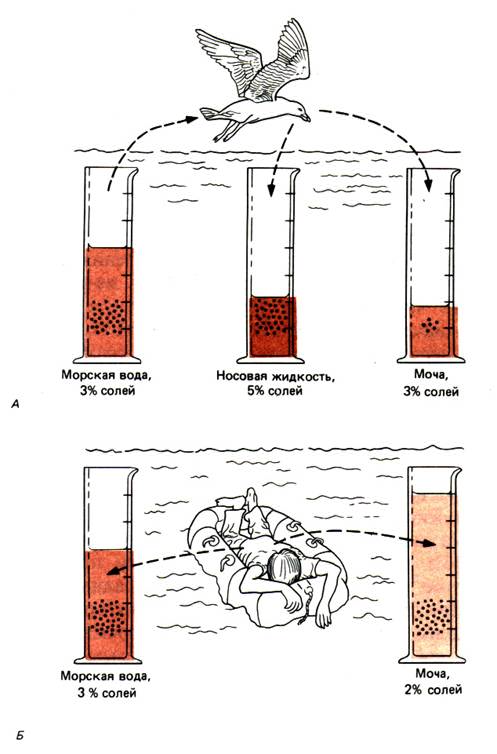 Морская вода,
3% солей
Носовая жидкость,
5% солей
Моча,
3% солей
А
Морская вода,
3 % солей
Моча,
2% солей
Б